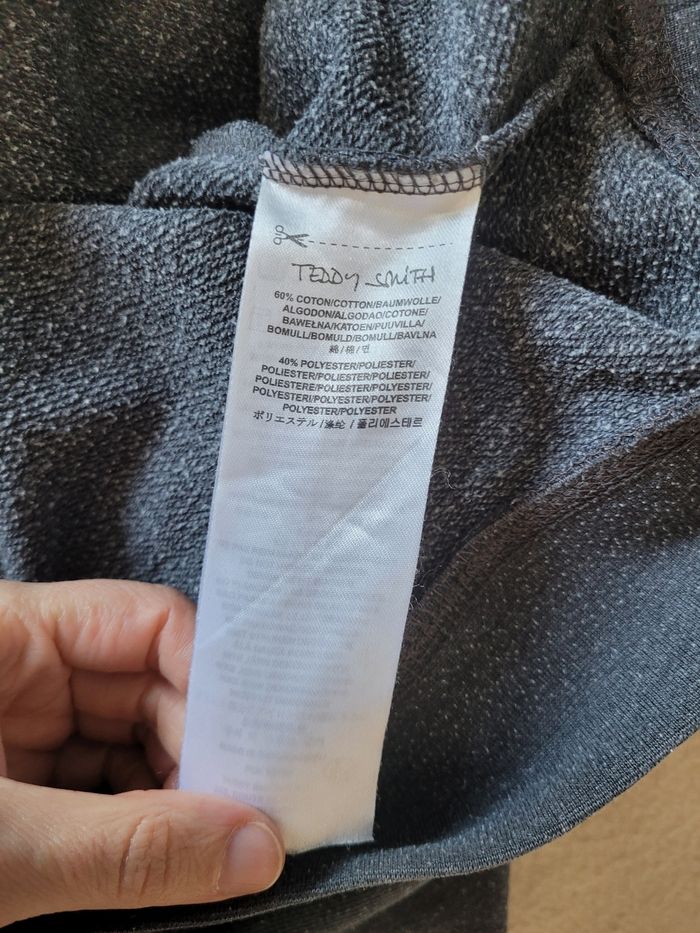 TEDDY SMITH
60% COTON/COTTON/BAUMWOLLE/
ALGODON/ALGODAO/COTONE/
BAWEŁNA/KATOEN/PUUVILLA/
BOMULL/BOMULD/BOMULL/BAVLNA
綿/棉/면
40% POLYESTER/POLIESTER/
POLIESTER/POLIESTER/POLIESTER/
POLIESTERE/POLIESTER/POLYESTER/
POLYESTERI/POLYESTER/POLYESTER/
POLYESTER/POLYESTER
ポリエステル/涤纶/폴리에스테르